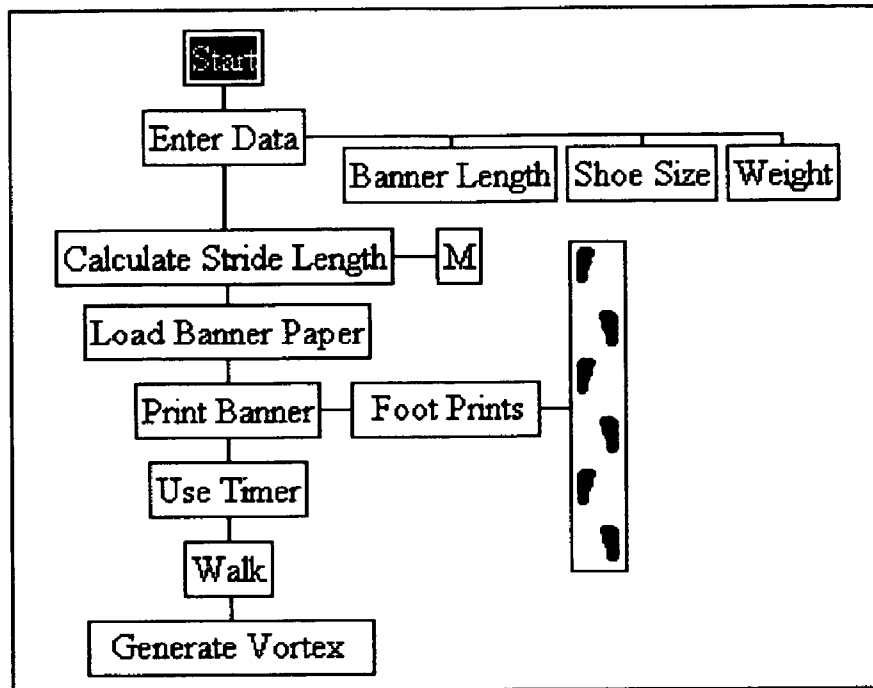 Start
Enter Data
Banner Length
Shoe Size
Weight
Calculate Stride Length
M
Load Banner Paper
Print Banner
Foot Prints
Use Timer
Walk
Generate Vortex